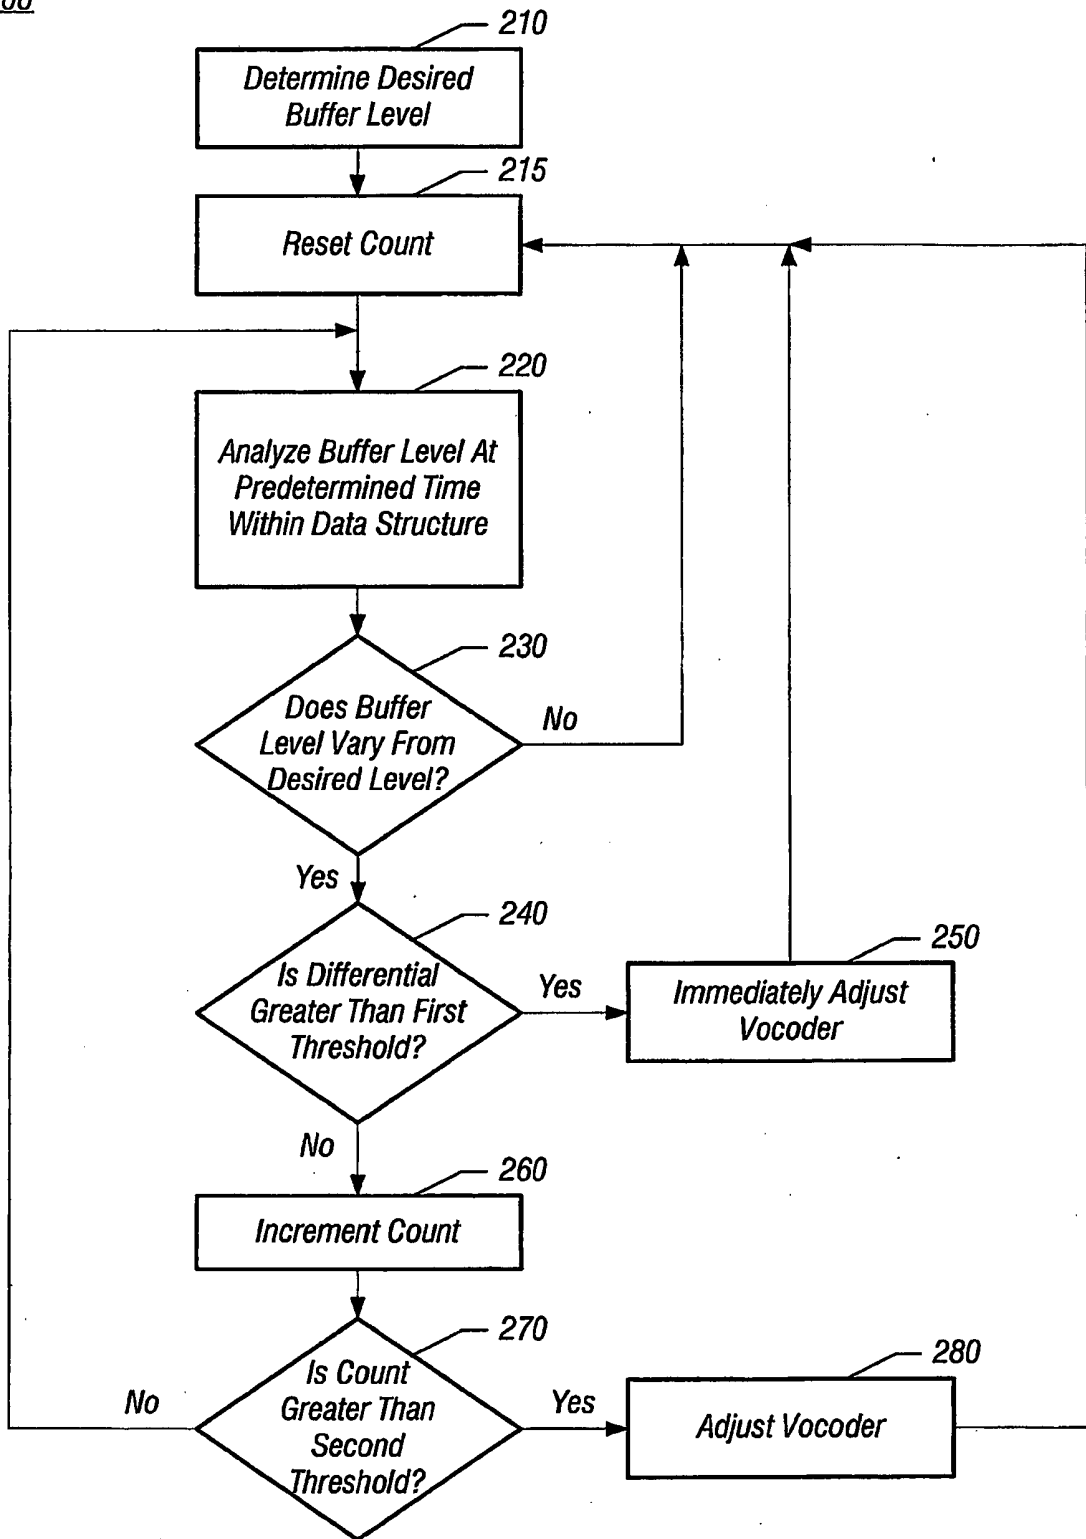 210
Determine Desired
Buffer Level
215
Reset Count
220
Analyze Buffer Level At
Predetermined Time
Within Data Structure
230
Does Buffer
Level Vary From
Desired Level?
No
Yes
240
Is Differential
Greater Than First
Threshold?
Yes
250
Immediately Adjust
Vocoder
No
260
Increment Count
270
Is Count
Greater Than
Second
Threshold?
No
Yes
280
Adjust Vocoder